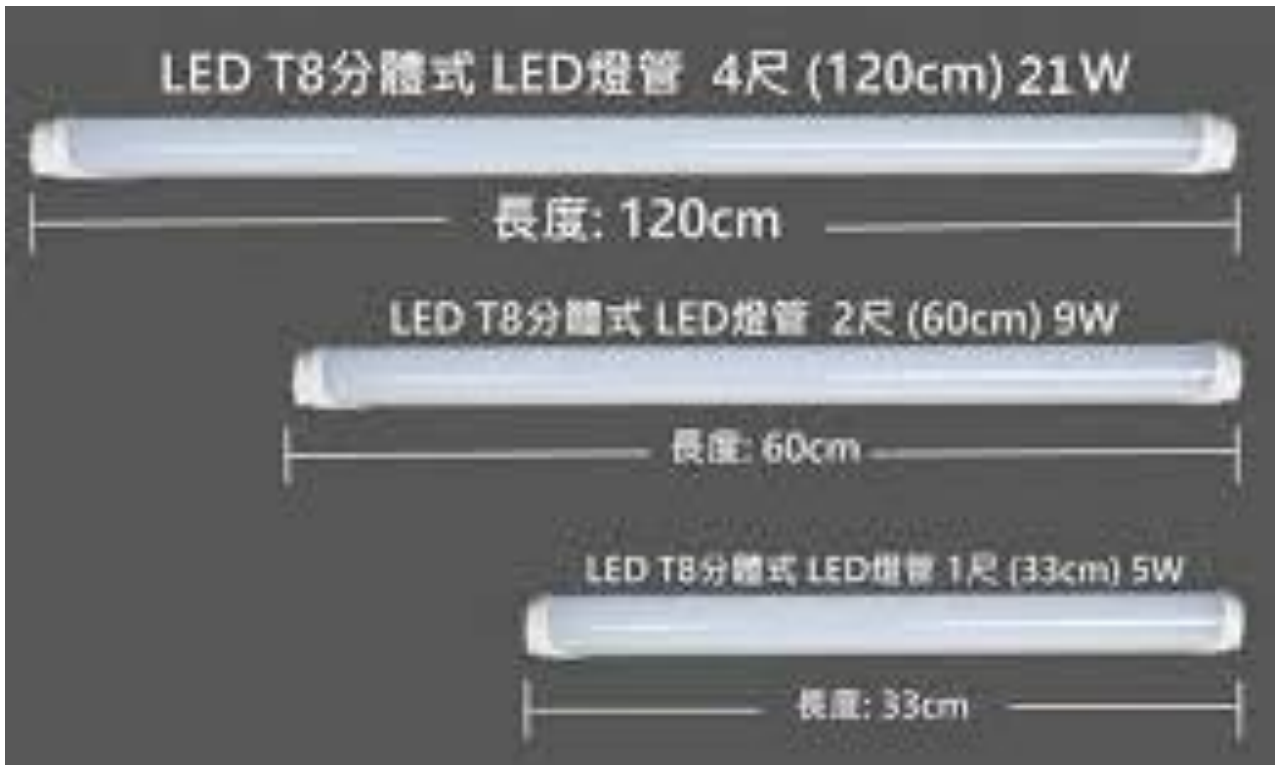 LED T8分體式 LED燈管 4尺 (120cm) 21W
長度: 120cm
LED T8分體式 LED燈管 2尺 (60cm) 9W
長度: 60cm
LED T8分體式 LED燈管 1尺 (33cm) 5W
長度: 33cm